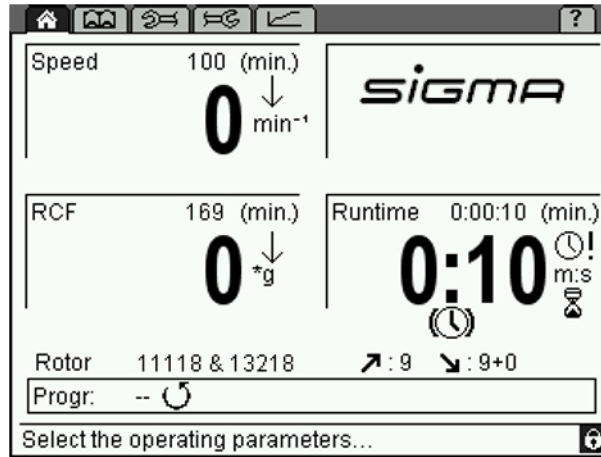 ?
Speed 100 (min.)
0 min⁻¹
sigma
RCF 169 (min.)
0 *g
Runtime 0:00:10 (min.)
0:10 m:s
Rotor 11118 & 13218 : 9 : 9+0
Progr: --
Select the operating parameters...